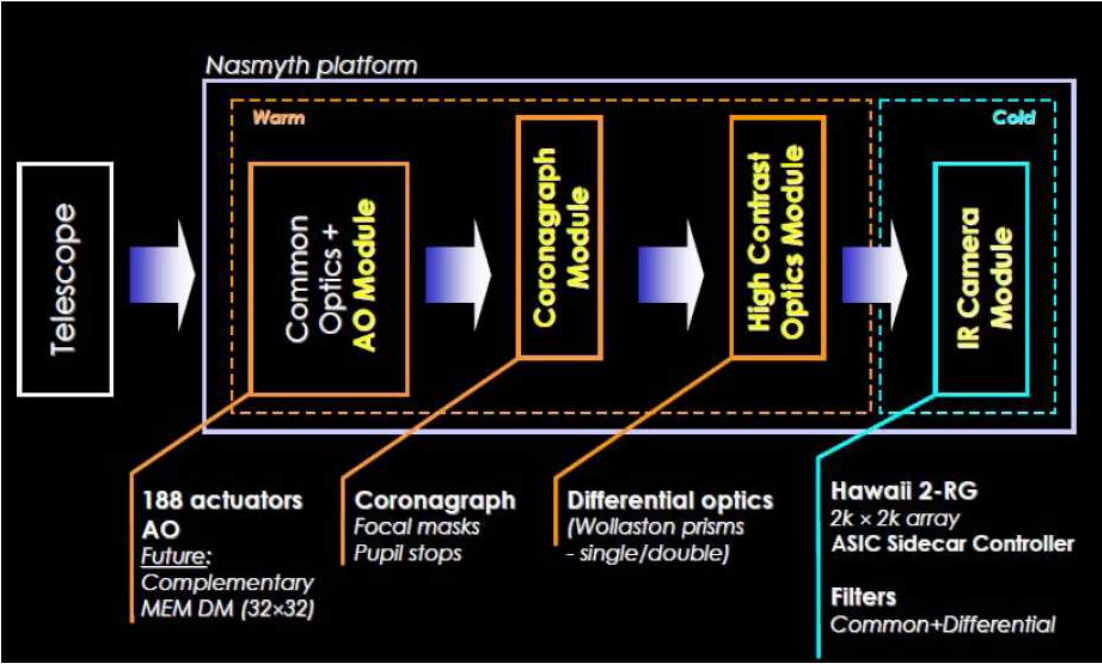 Nasmyth platform
Warm
Cold
Telescope
Common
Optics +
AO Module
Coronagraph
Module
High Contrast
Optics Module
IR Camera
Module
188 actuators
AO
Future:
Complementary
MEM DM (32×32)
Coronagraph
Focal masks
Pupil stops
Differential optics
(Wollaston prisms
- single/double)
Hawaii 2-RG
2k × 2k array
ASIC Sidecar Controller
Filters
Common+Differential